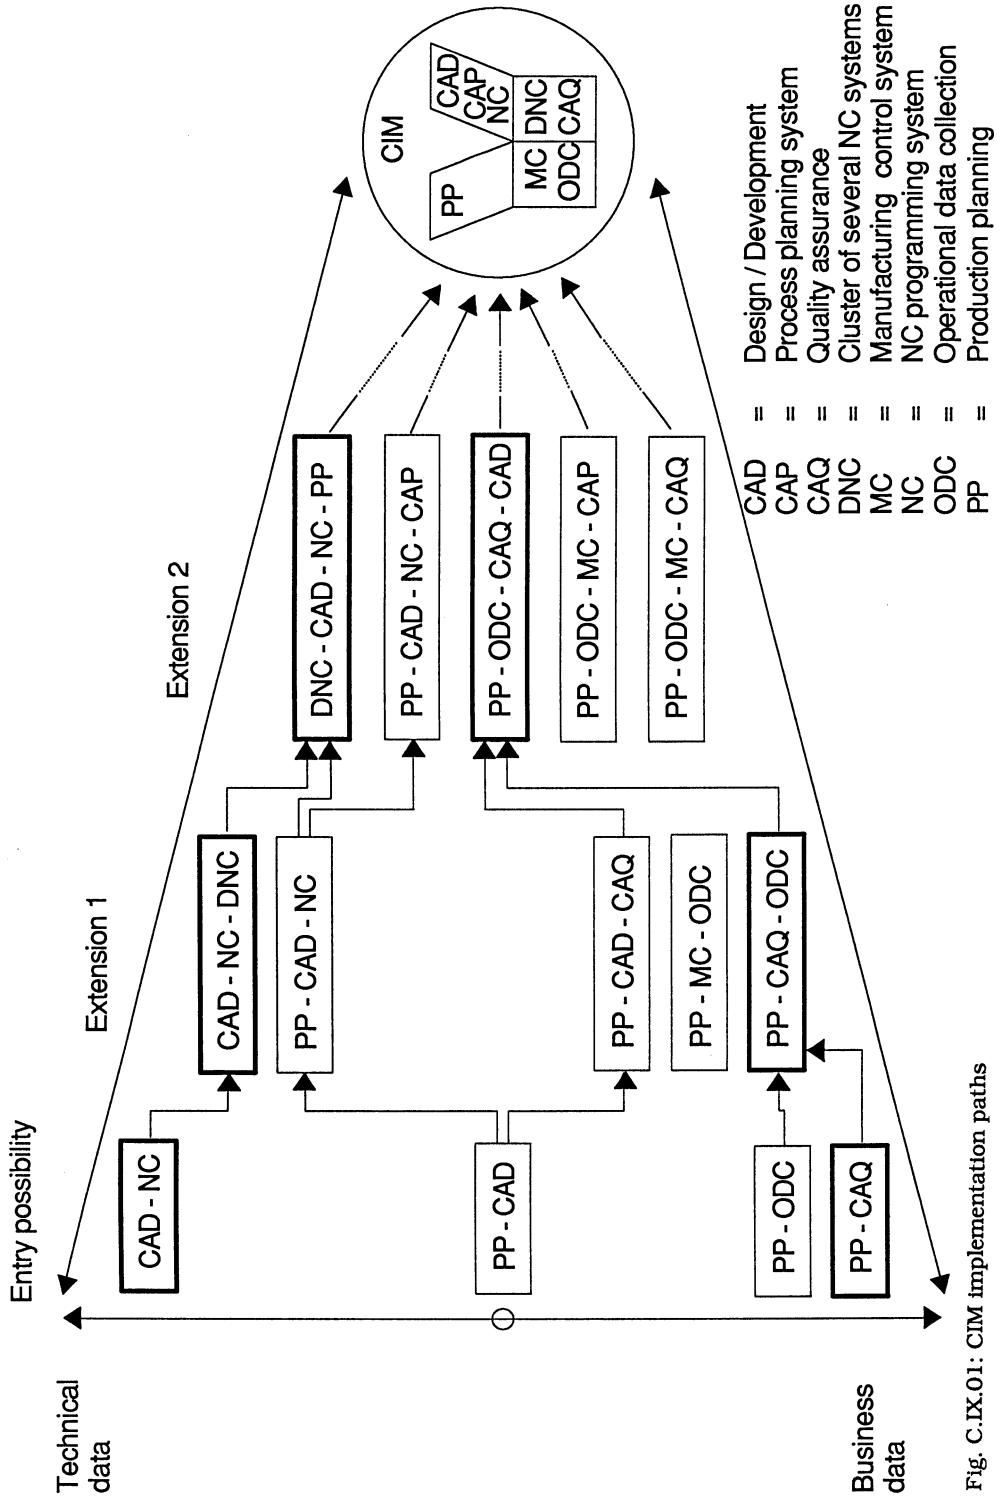 Technical
data
Business
data
Entry possibility
Extension 1
Extension 2
CAD - NC
PP - CAD
PP - ODC
PP - CAQ
CAD - NC - DNC
PP - CAD - NC
PP - CAD - CAQ
PP - MC - ODC
PP - CAQ - ODC
DNC - CAD - NC - PP
PP - CAD - NC - CAP
PP - ODC - CAQ - CAD
PP - ODC - MC - CAP
PP - ODC - MC - CAQ
CIM
PP
CAD
CAP
NC
MC DNC
ODC CAQ
CAD = Design / Development
CAP = Process planning system
CAQ = Quality assurance
DNC = Cluster of several NC systems
MC = Manufacturing control system
NC = NC programming system
ODC = Operational data collection
PP = Production planning
Fig. C.IX.01: CIM implementation paths